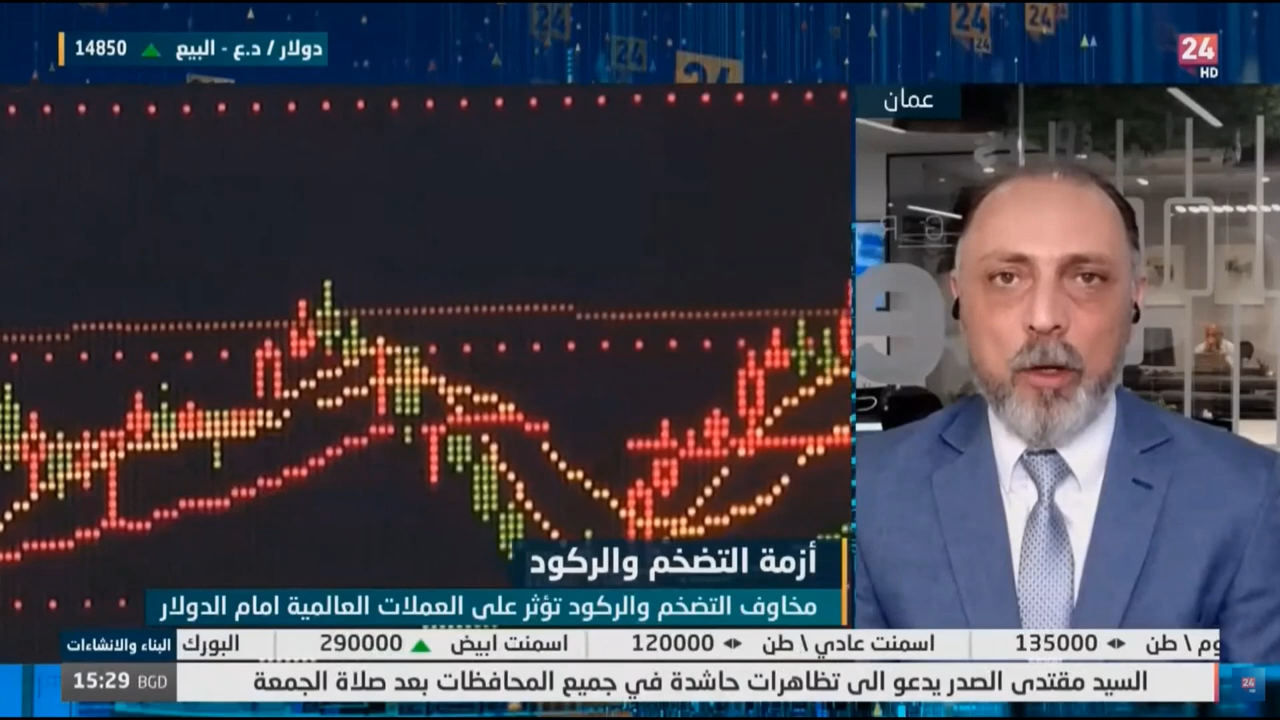 دولار / د.ع - البيع 14850
24
HD
عمان
أزمة التضخم والركود
مخاوف التضخم والركود تؤثر على العملات العالمية امام الدولار
البناء والانشاءات
وم \ طن 135000
اسمنت عادي \ طن 120000
اسمنت ابيض 290000
البورك
السيد مقتدى الصدر يدعو الى تظاهرات حاشدة في جميع المحافظات بعد صلاة الجمعة
15:29 BGD
24